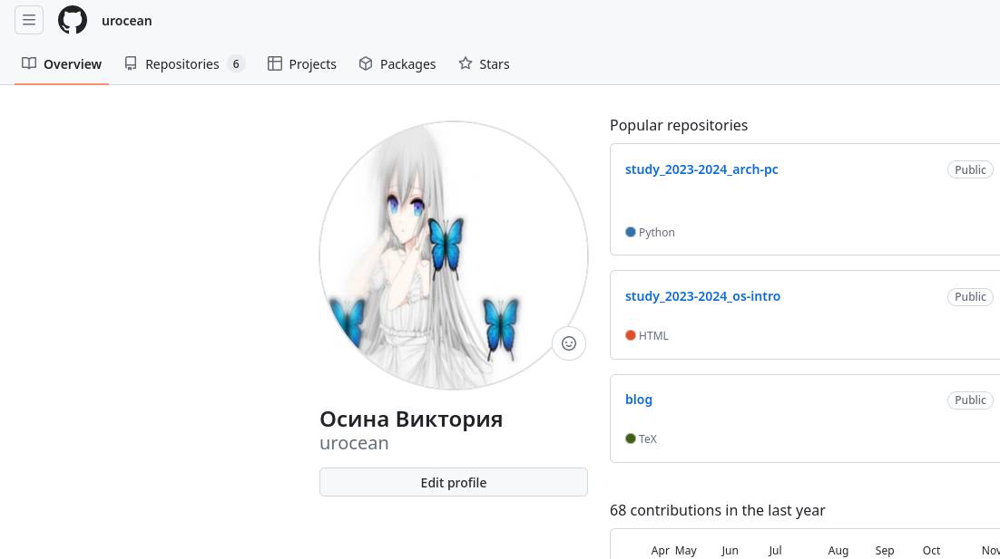 urocean
Overview Repositories 6 Projects Packages Stars
Popular repositories
study_2023-2024_arch-pc Public
Python
study_2023-2024_os-intro Public
HTML
blog Public
TeX
Осина Виктория
urocean
Edit profile
68 contributions in the last year
Apr May Jun Jul Aug Sep Oct Nov